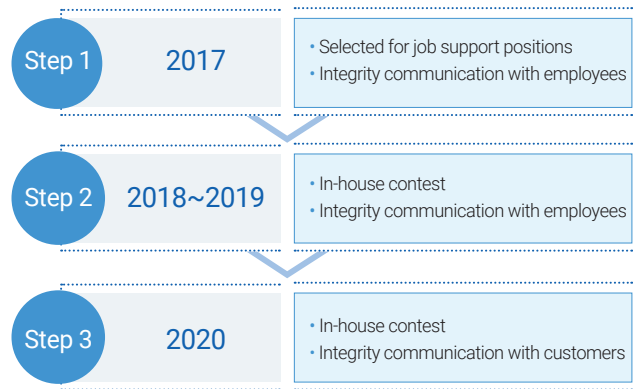 Step 1
2017
• Selected for job support positions
• Integrity communication with employees
Step 2
2018~2019
• In-house contest
• Integrity communication with employees
Step 3
2020
• In-house contest
• Integrity communication with customers